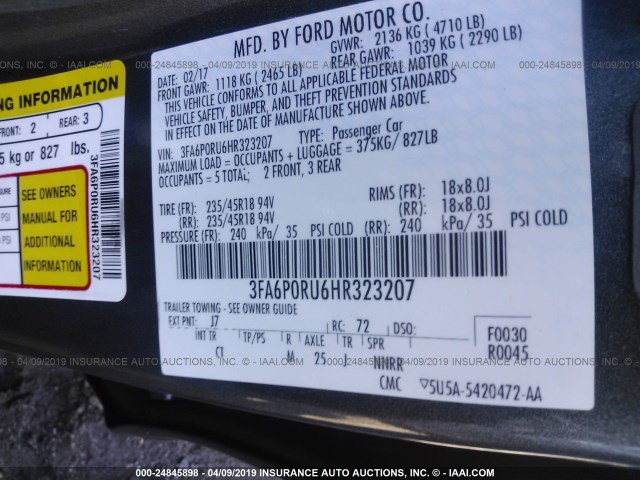 MFD. BY FORD MOTOR CO.
DATE: 02/17
GVWR: 2136 KG ( 4710 LB)
FRONT GAWR: 1118 KG ( 2465 LB)
REAR GAWR: 1039 KG ( 2290 LB)
THIS VEHICLE CONFORMS TO ALL APPLICABLE FEDERAL MOTOR
VEHICLE SAFETY, BUMPER, AND THEFT PREVENTION STANDARDS
IN EFFECT ON THE DATE OF MANUFACTURE SHOWN ABOVE.
VIN: 3FA6P0RU6HR323207 TYPE: Passenger Car
MAXIMUM LOAD = OCCUPANTS + LUGGAGE = 375KG/ 827LB
OCCUPANTS = 5 TOTAL; 2 FRONT, 3 REAR
TIRE (FR): 235/45R18 94V RIMS (FR): 18x8.0J
(RR): 235/45R18 94V (RR): 18x8.0J
PRESSURE (FR): 240 kPa/ 35 PSI COLD (RR): 240 kPa/ 35 PSI COLD
3FA6P0RU6HR323207
TRAILER TOWING - SEE OWNER GUIDE
EXT PNT: J7 RC: 72 DSO:
INT TR TP/PS R AXLE TR SPR
CT M 25 J NNRR
F0030
R0045
CMC 5U5A-5420472-AA
NG INFORMATION
FRONT: 2 REAR: 3
5 kg or 827 lbs.
SEE OWNERS
MANUAL FOR
ADDITIONAL
INFORMATION
PSI
3FA6P0RU6HR323207
000-24845898 - 04/09/2019 INSURANCE AUTO AUCTIONS, INC. - © IAAI.COM